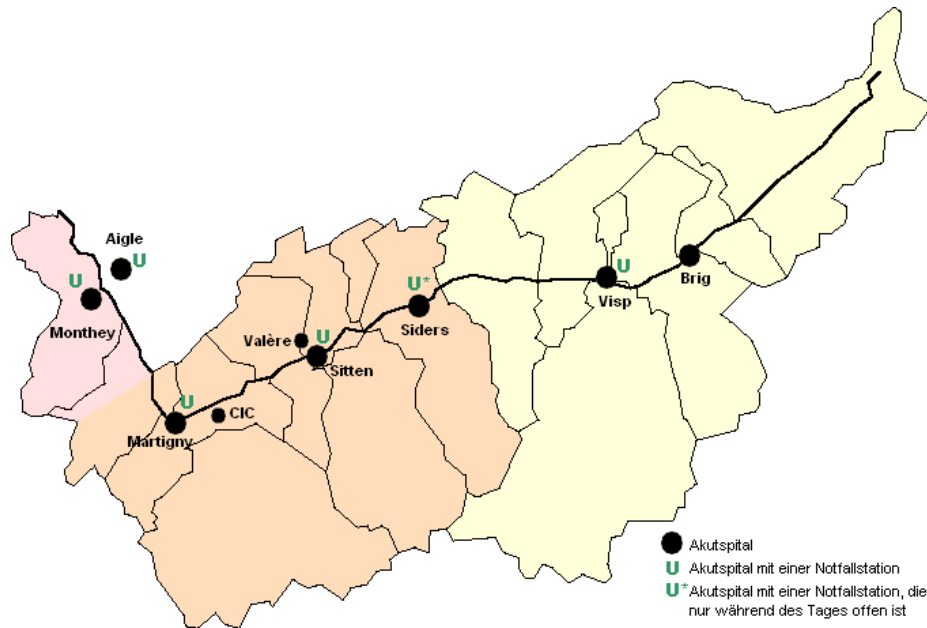 Aigle
U
U
Monthey
U*
Siders
U
Visp
Brig
Valère
U
Sitten
U
CIC
Martigny
Akutspital
U Akutspital mit einer Notfallstation
U* Akutspital mit einer Notfallstation, die
nur während des Tages offen ist